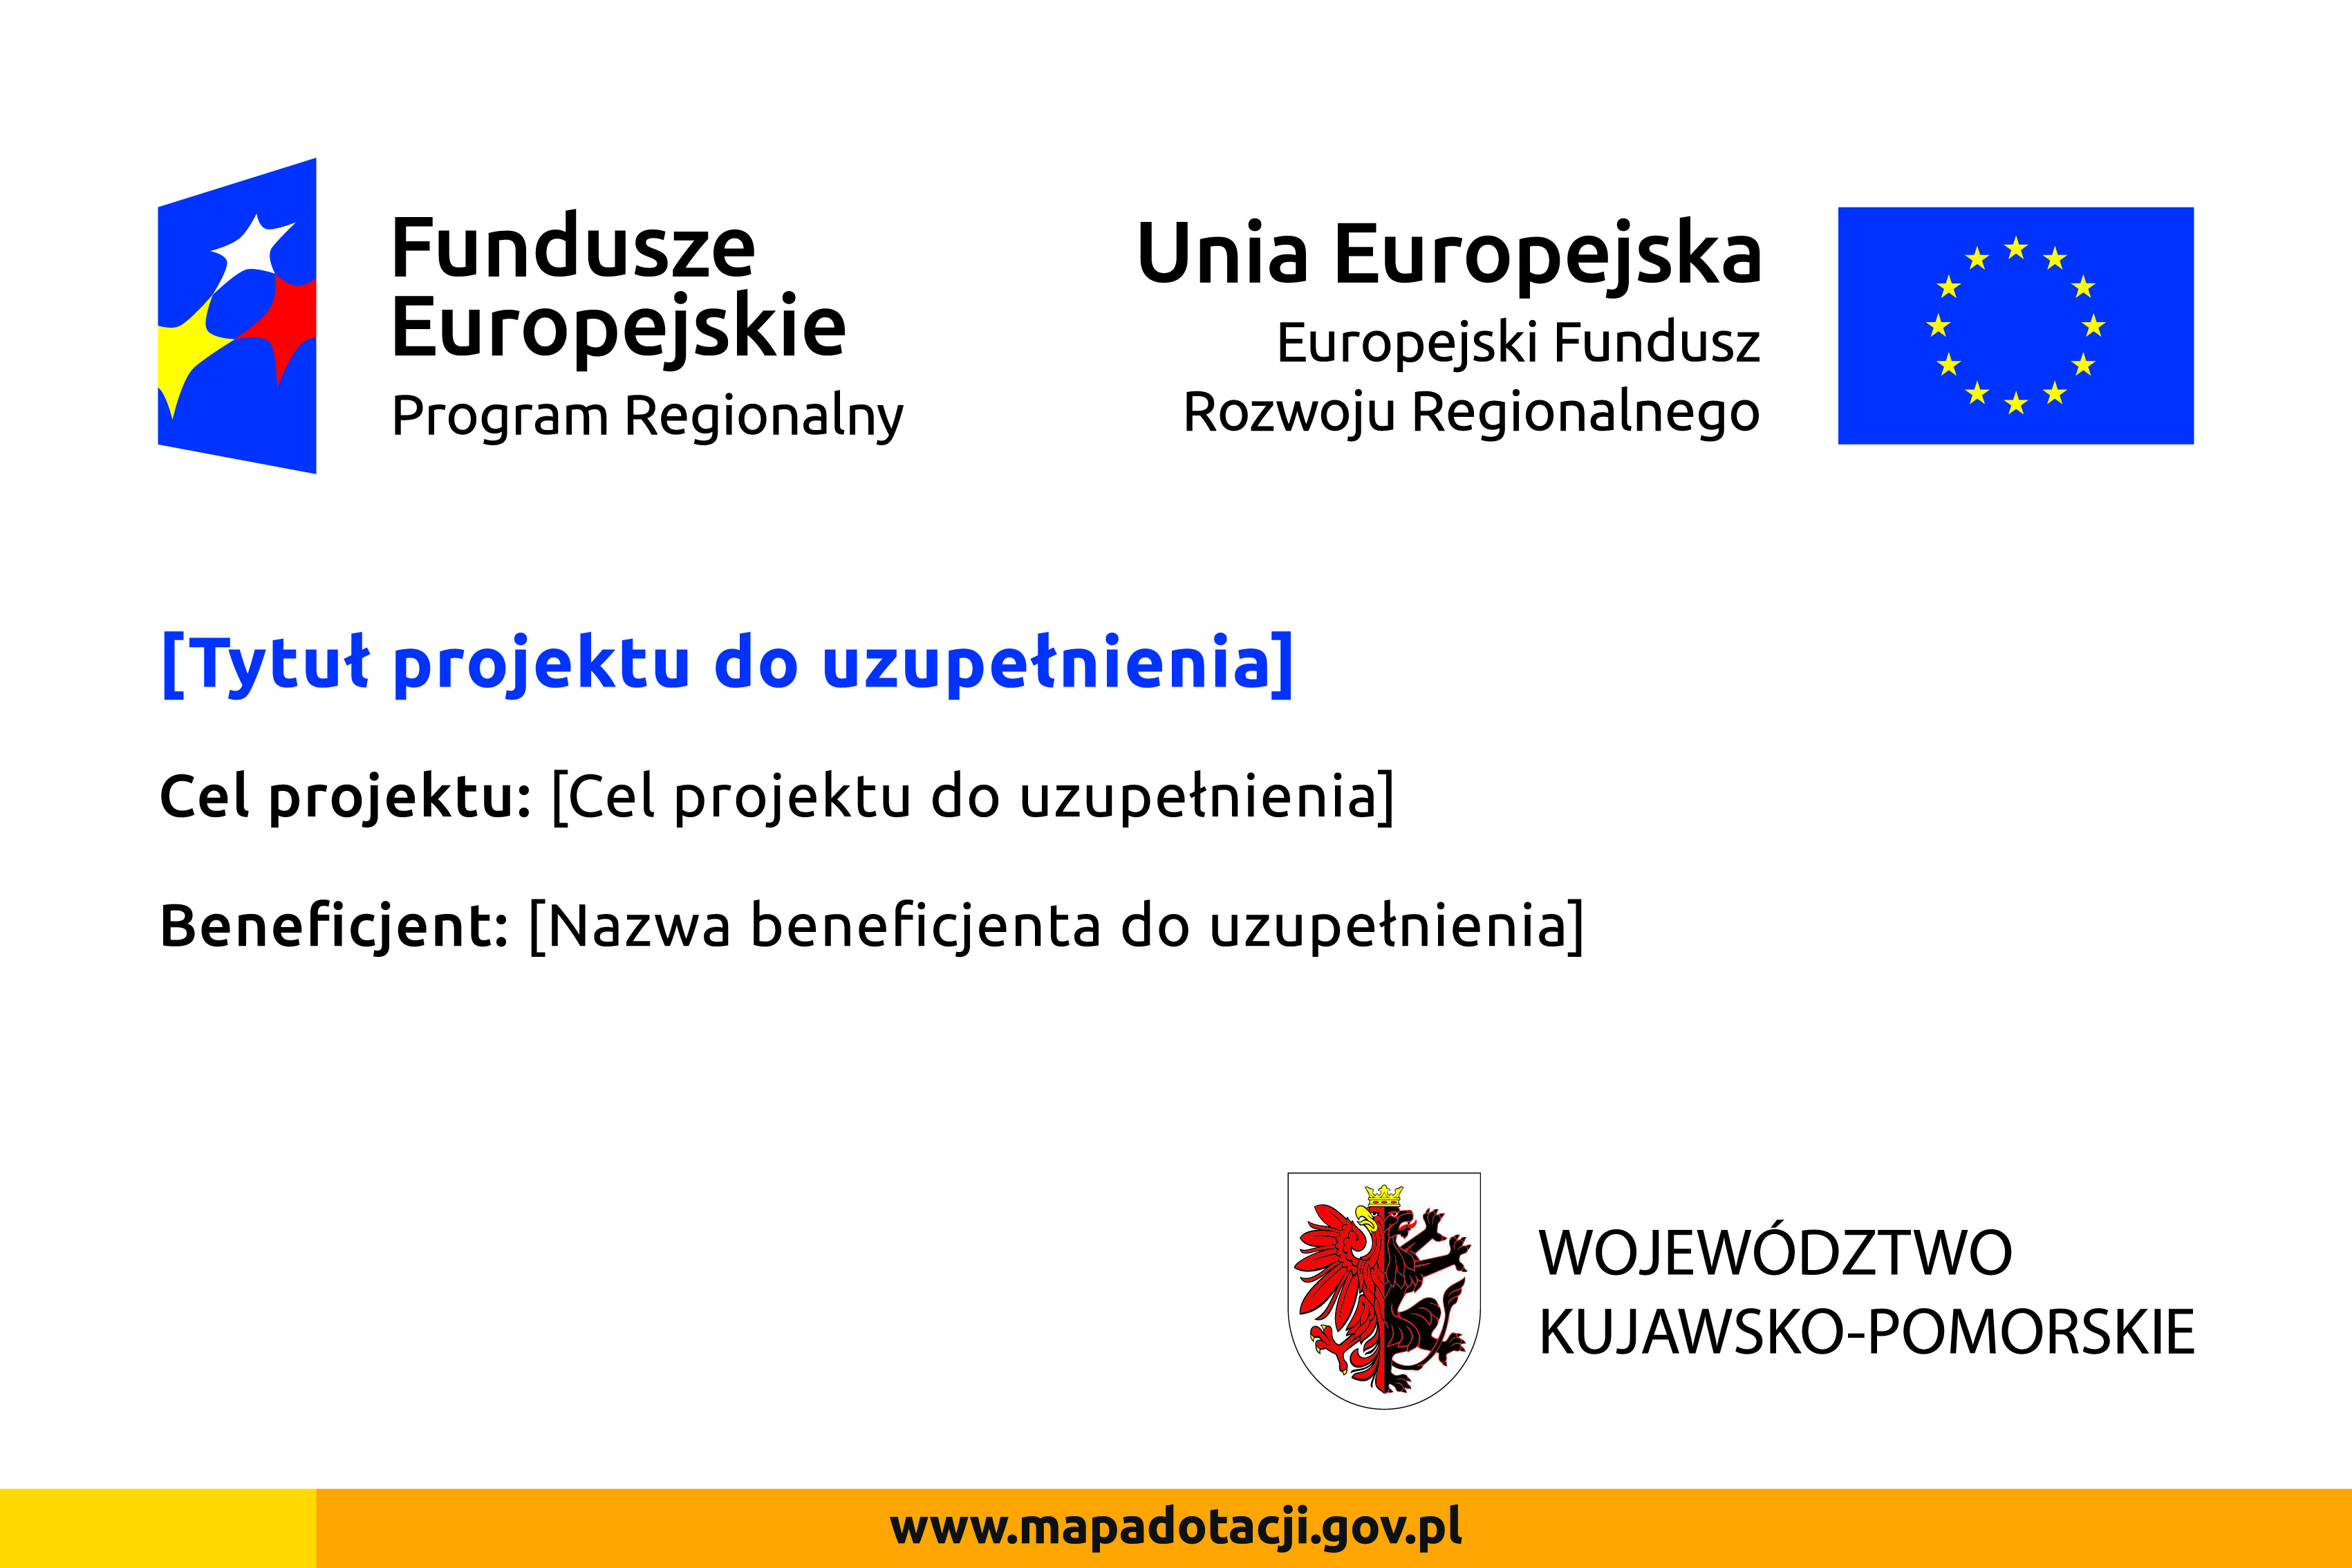 Fundusze
Europejskie
Program Regionalny
Unia Europejska
Europejski Fundusz
Rozwoju Regionalnego
[Tytuł projektu do uzupełnienia]
Cel projektu: [Cel projektu do uzupełnienia]
Beneficjent: [Nazwa beneficjenta do uzupełnienia]
WOJEWÓDZTWO
KUJAWSKO-POMORSKIE
www.mapadotacji.gov.pl